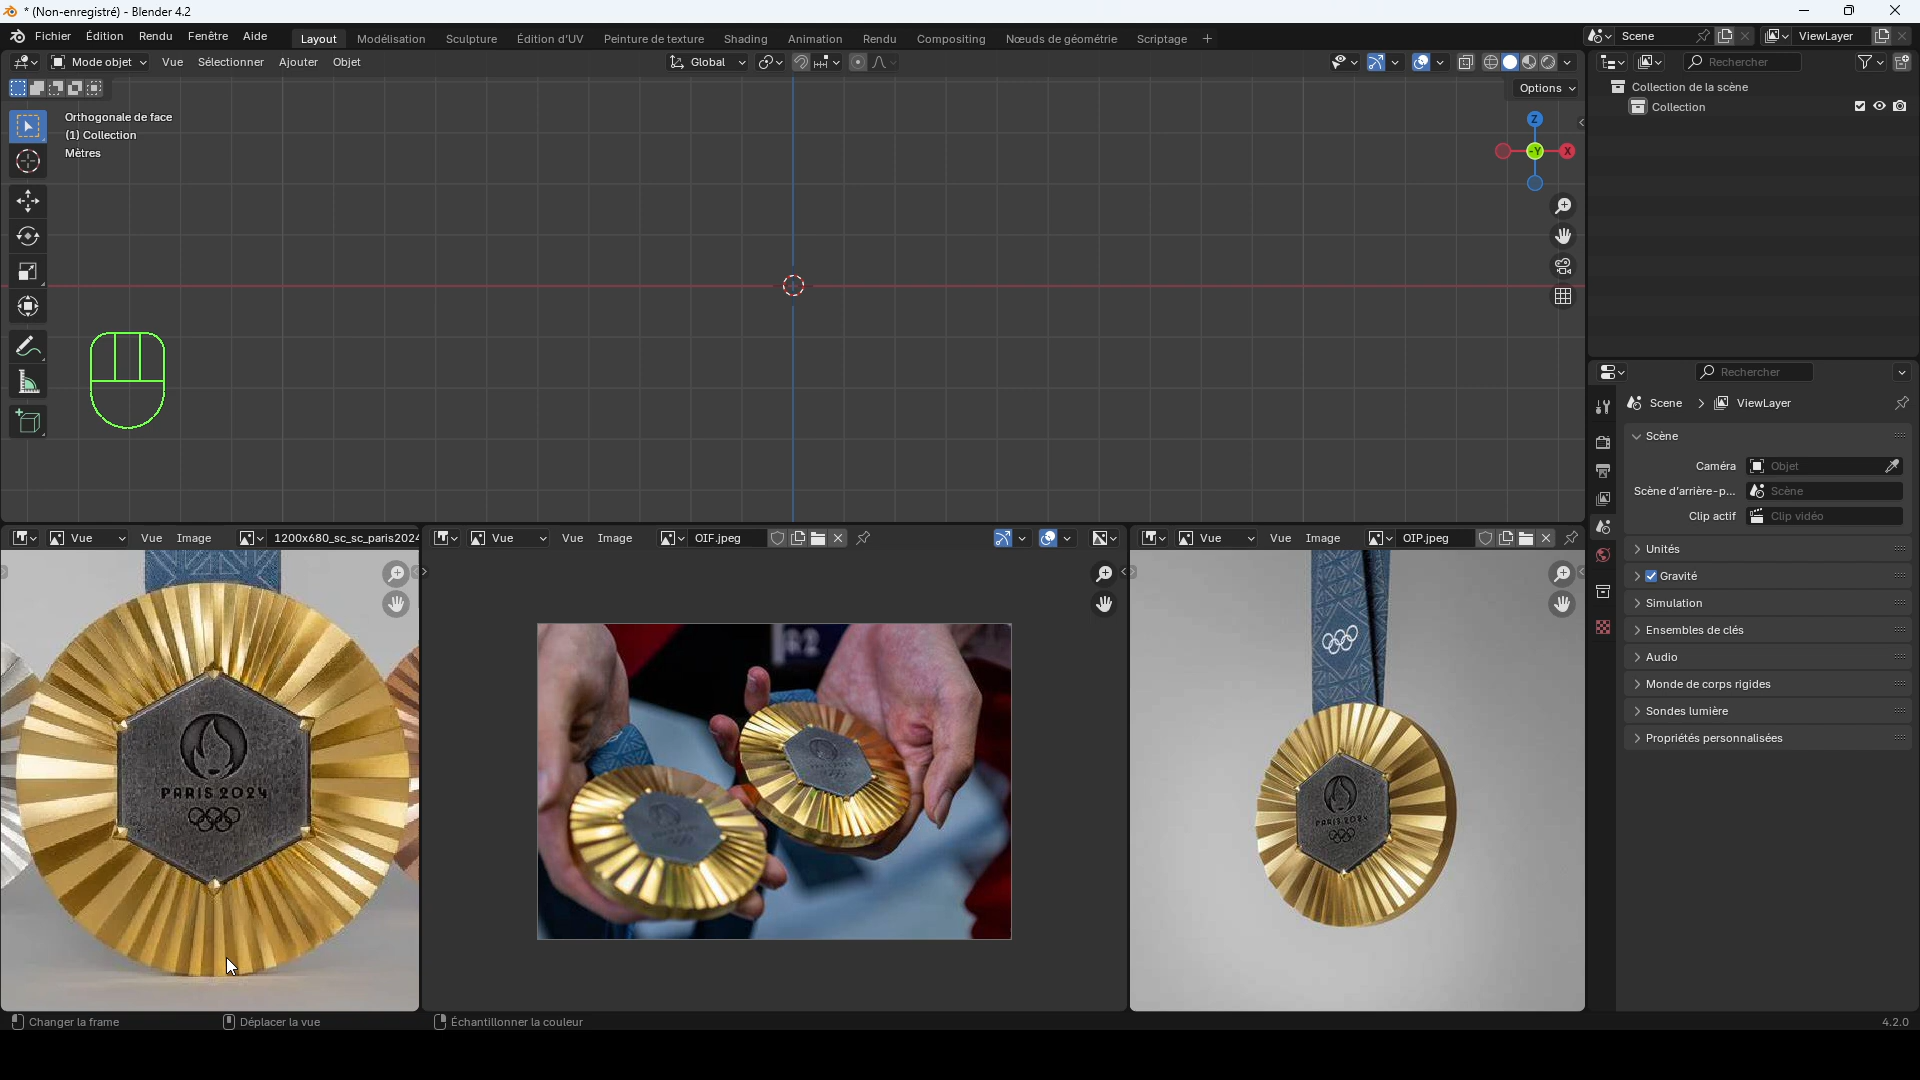 * (Non-enregistré) - Blender 4.2
Fichier Édition Rendu Fenêtre Aide Layout Modélisation Sculpture Édition d'UV Peinture de texture Shading Animation Rendu Compositing Nœuds de géométrie Scriptage + Scene ViewLayer
Mode objet Vue Sélectionner Ajouter Objet Global Rechercher
Options
Collection de la scène
Collection
Orthogonale de face
(1) Collection
Mètres
Z
-Y
X
Rechercher
Scene > ViewLayer
Scène
Caméra Objet
Scène d'arrière-p... Scène
Clip actif Clip vidéo
Unités
Gravité
Simulation
Ensembles de clés
Audio
Monde de corps rigides
Sondes lumière
Propriétés personnalisées
Vue Vue Image 1200x680_sc_sc_paris2024
Vue Vue Image OIF.jpeg
Vue Vue Image OIP.jpeg
PARIS 2024
PARIS 2024
Changer la frame Déplacer la vue Échantillonner la couleur 4.2.0